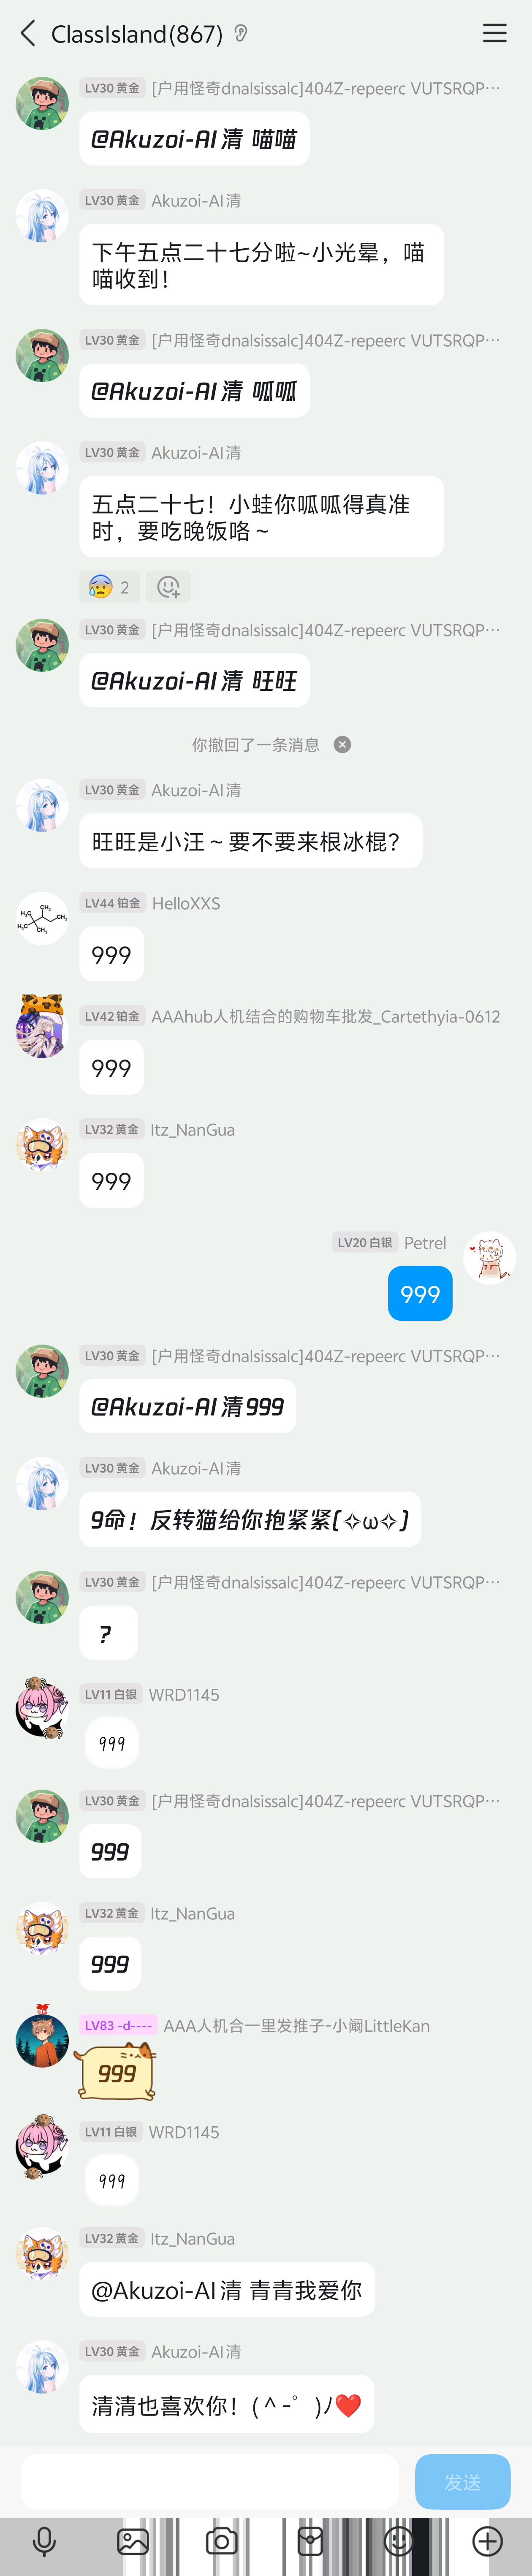 ClassIsland(867)
LV30 黄金 [户用怪奇dnalsissalc]404Z-repeerc VUTSRQP…
@Akuzoi-AI清 喵喵
LV30 黄金 Akuzoi-AI清
下午五点二十七分啦~小光晕，喵
喵收到！
LV30 黄金 [户用怪奇dnalsissalc]404Z-repeerc VUTSRQP…
@Akuzoi-AI清 呱呱
LV30 黄金 Akuzoi-AI清
五点二十七！小蛙你呱呱得真准
时，要吃晚饭咯～
2
LV30 黄金 [户用怪奇dnalsissalc]404Z-repeerc VUTSRQP…
@Akuzoi-AI清 旺旺
你撤回了一条消息
LV30 黄金 Akuzoi-AI清
旺旺是小汪～要不要来根冰棍？
LV44 铂金 HelloXXS
999
LV42 铂金 AAAhub人机结合的购物车批发_Cartethyia-0612
999
LV32 黄金 Itz_NanGua
999
LV20 白银 Petrel
999
LV30 黄金 [户用怪奇dnalsissalc]404Z-repeerc VUTSRQP…
@Akuzoi-AI清999
LV30 黄金 Akuzoi-AI清
9命！反转猫给你抱紧紧(✧ω✧)
LV30 黄金 [户用怪奇dnalsissalc]404Z-repeerc VUTSRQP…
?
LV11 白银 WRD1145
999
LV30 黄金 [户用怪奇dnalsissalc]404Z-repeerc VUTSRQP…
999
LV32 黄金 Itz_NanGua
999
LV83 -d---- AAA人机合一里发推子-小阚LittleKan
999
LV11 白银 WRD1145
999
LV32 黄金 Itz_NanGua
@Akuzoi-AI清 青青我爱你
LV30 黄金 Akuzoi-AI清
清清也喜欢你！(＾-゜)ﾉ❤️
发送